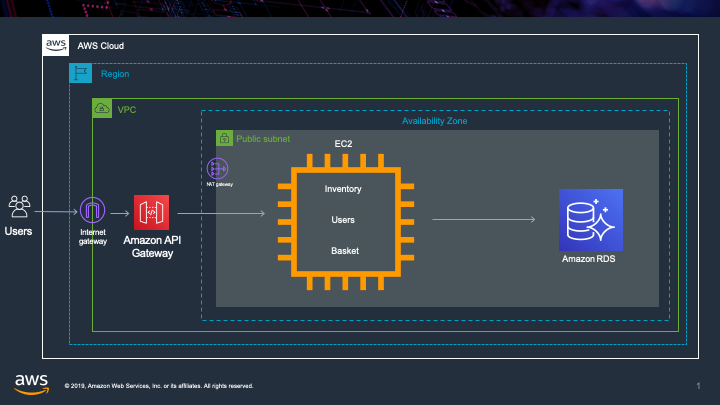 aws
AWS Cloud
Region
VPC
Availability Zone
Public subnet
EC2
NAT gateway
Inventory
Users
Basket
Users
Internet
gateway
Amazon API
Gateway
Amazon RDS
aws
© 2019, Amazon Web Services, Inc. or its affiliates. All rights reserved.
1